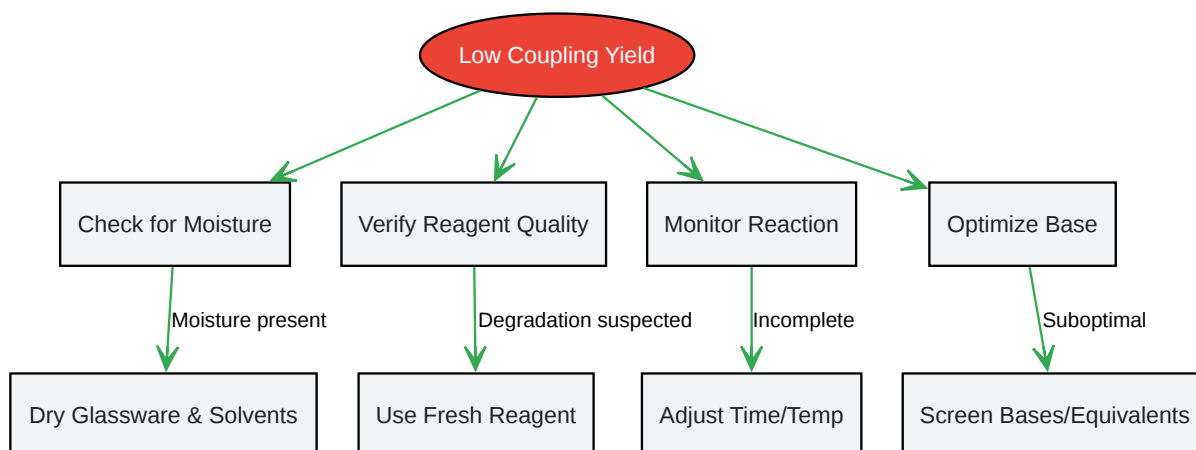 Low Coupling Yield
Check for Moisture
Verify Reagent Quality
Monitor Reaction
Optimize Base
Moisture present
Degradation suspected
Incomplete
Suboptimal
Dry Glassware & Solvents
Use Fresh Reagent
Adjust Time/Temp
Screen Bases/Equivalents